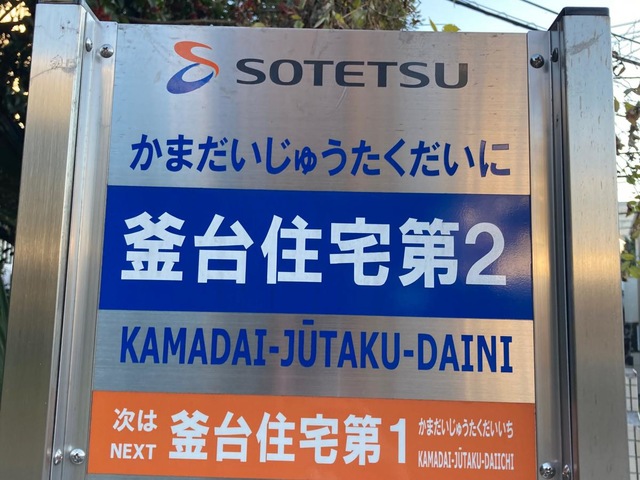 SOTETSU
かまだいじゅうたくだいに
釜台住宅第2
KAMADAI-JŪTAKU-DAINI
次は 釜台住宅第1 かまだいじゅうたくだいいち
NEXT KAMADAI-JŪTAKU-DAIICHI